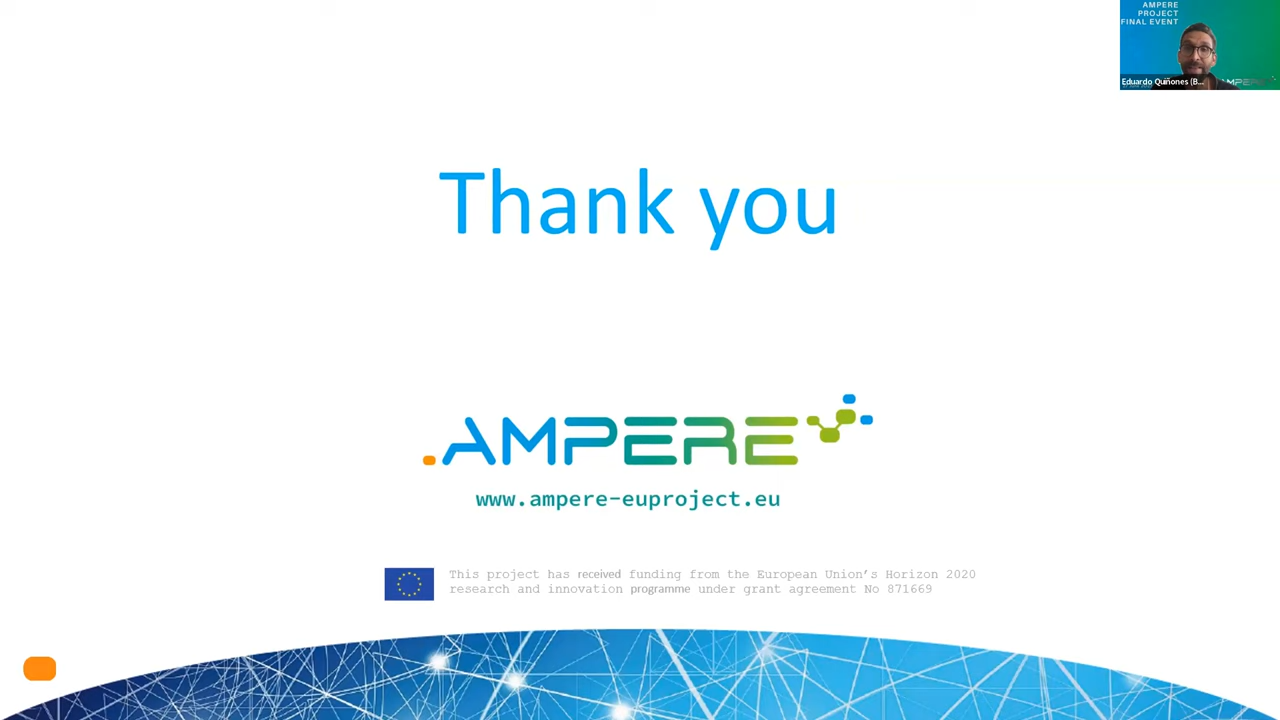 AMPERE
PROJECT
FINAL EVENT
Eduardo Quiñones (B...
Thank you
.AMPERE
www.ampere-euproject.eu
This project has received funding from the European Union's Horizon 2020
research and innovation programme under grant agreement No 871669